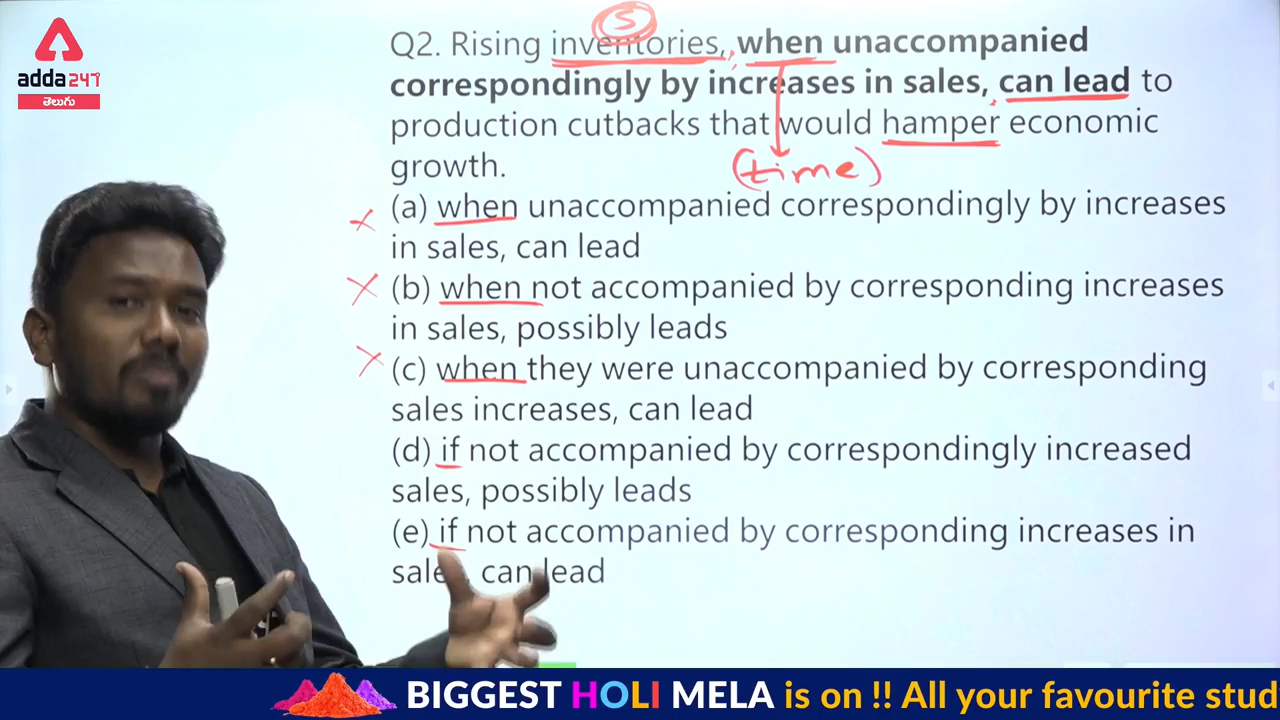 adda247
తెలుగు
S
Q2. Rising inventories, when unaccompanied
correspondingly by increases in sales, can lead to
production cutbacks that would hamper economic
growth.
(time)
(a) when unaccompanied correspondingly by increases
in sales, can lead
(b) when not accompanied by corresponding increases
in sales, possibly leads
(c) when they were unaccompanied by corresponding
sales increases, can lead
(d) if not accompanied by correspondingly increased
sales, possibly leads
(e) if not accompanied by corresponding increases in
sales, can lead
BIGGEST HOLI MELA is on !! All your favourite stud